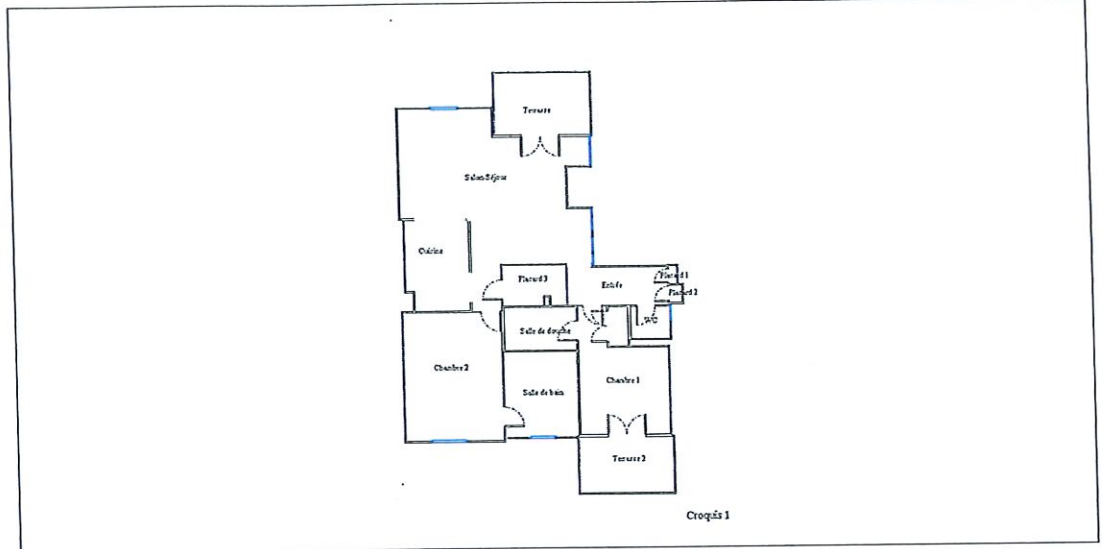 Terrasse
Salon Séjour
Cuisine
Placard 3
Entrée
Placard 1
Placard 2
WC
Salle de douche
Chambre 2
Salle de bain
Chambre 1
Terrasse 2
Croquis 1